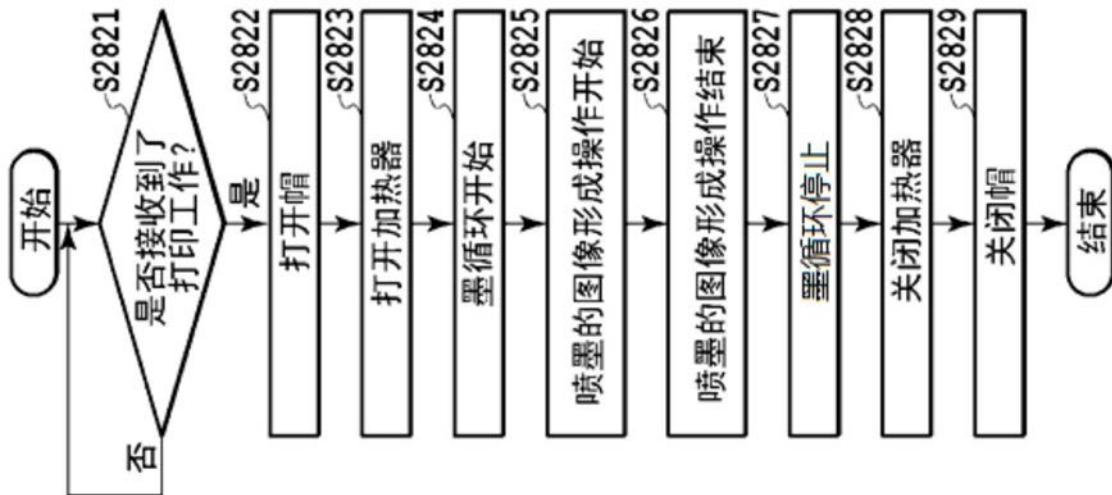 开始
S2821
是否接收到了
打印工作?
否
是
S2822
打开帽
S2823
打开加热器
S2824
墨循环开始
S2825
喷墨的图像形成操作开始
S2826
喷墨的图像形成操作结束
S2827
墨循环停止
S2828
关闭加热器
S2829
关闭帽
结束